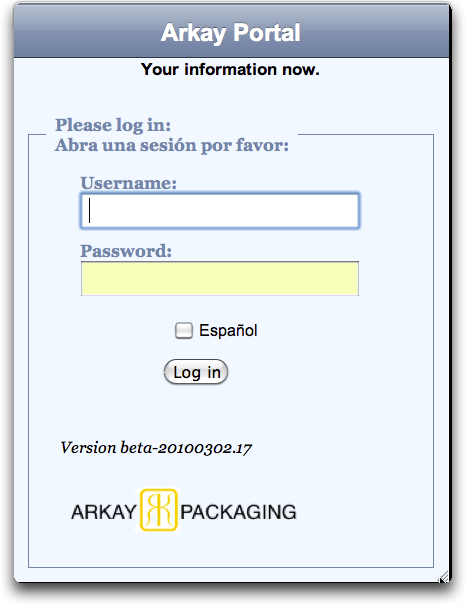 Arkay Portal
Your information now.
Please log in:
Abra una sesión por favor:
Username:
Password:
Español
Log in
Version beta-20100302.17
ARKAY PACKAGING